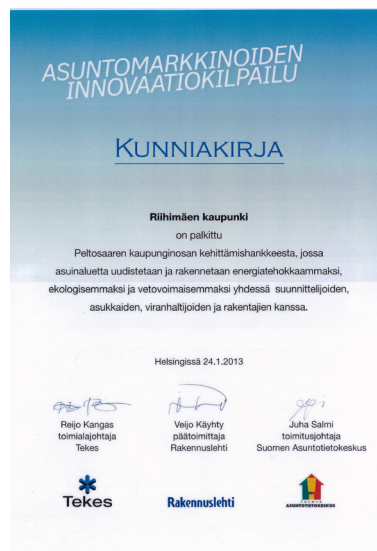 ASUNTOMARKKINOIDEN
INNOVAATIOKILPAILU
KUNNIAKIRJA
Riihimäen kaupunki
on palkittu
Peltosaaren kaupunginosan kehittämishankkeesta, jossa
asuinaluetta uudistetaan ja rakennetaan energiatehokkaammaksi,
ekologisemmaksi ja vetovoimaisemmaksi yhdessä suunnittelijoiden,
asukkaiden, viranhaltijoiden ja rakentajien kanssa.
Helsingissä 24.1.2013
Reijo Kangas
toimialajohtaja
Tekes
Veijo Käyhty
päätoimittaja
Rakennuslehti
Juha Salmi
toimitusjohtaja
Suomen Asuntotietokeskus
Tekes
Rakennuslehti
SUOMEN
ASUNTOTIETOKESKUS